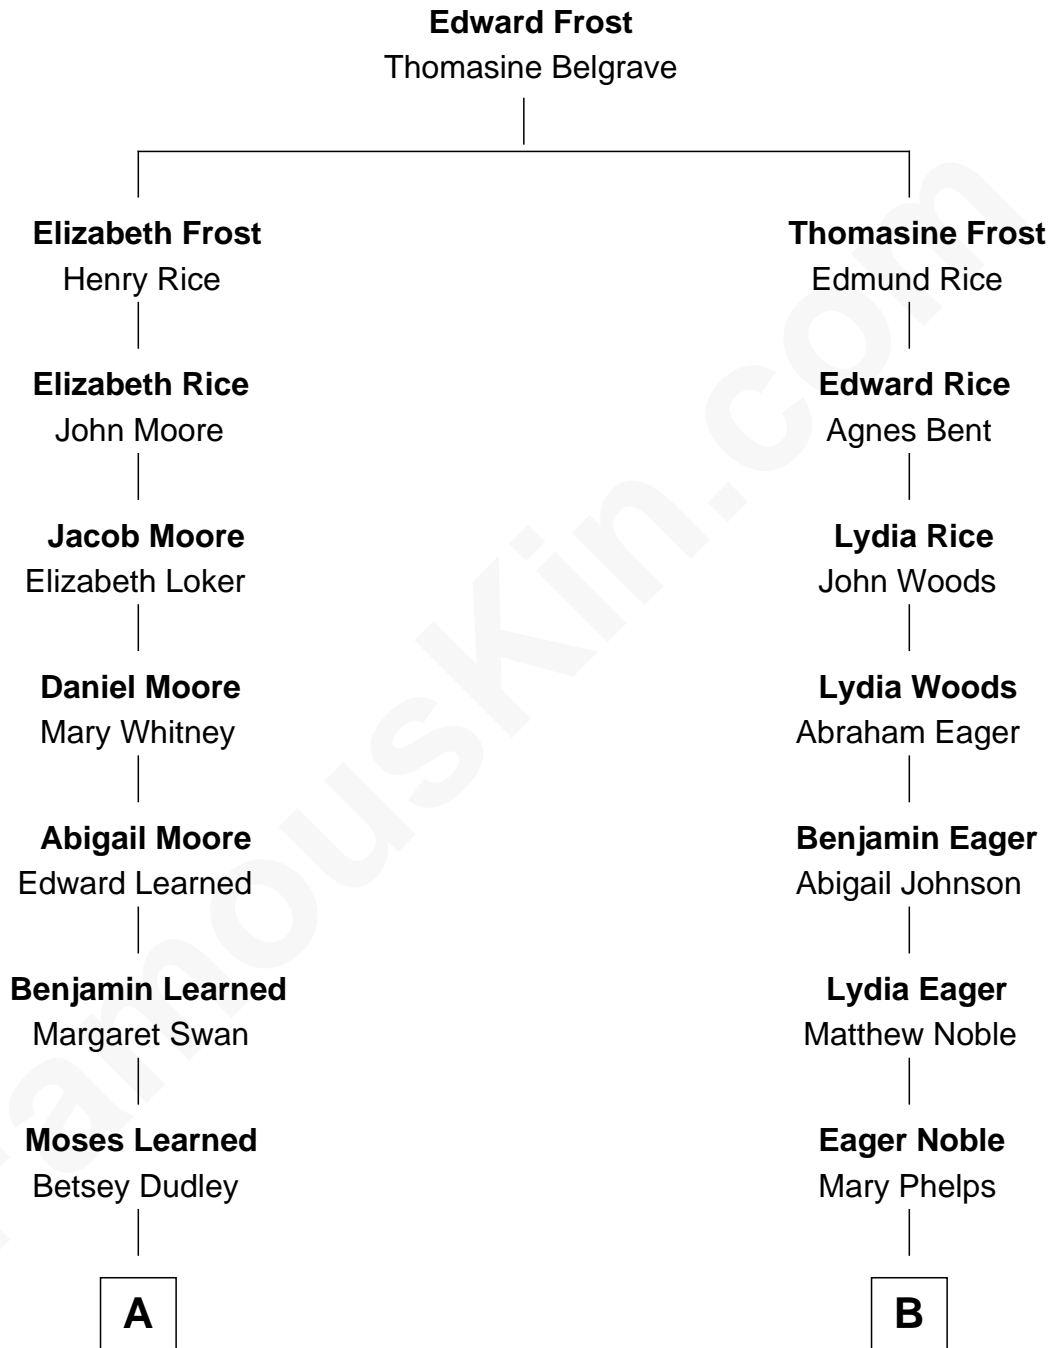 Edward Frost
Thomasine Belgrave
Elizabeth Frost
Henry Rice
Thomasine Frost
Edmund Rice
Elizabeth Rice
John Moore
Edward Rice
Agnes Bent
Jacob Moore
Elizabeth Loker
Lydia Rice
John Woods
Daniel Moore
Mary Whitney
Lydia Woods
Abraham Eager
Abigail Moore
Edward Learned
Benjamin Eager
Abigail Johnson
Benjamin Learned
Margaret Swan
Lydia Eager
Matthew Noble
Moses Learned
Betsey Dudley
Eager Noble
Mary Phelps
A
B
FamousKin.com